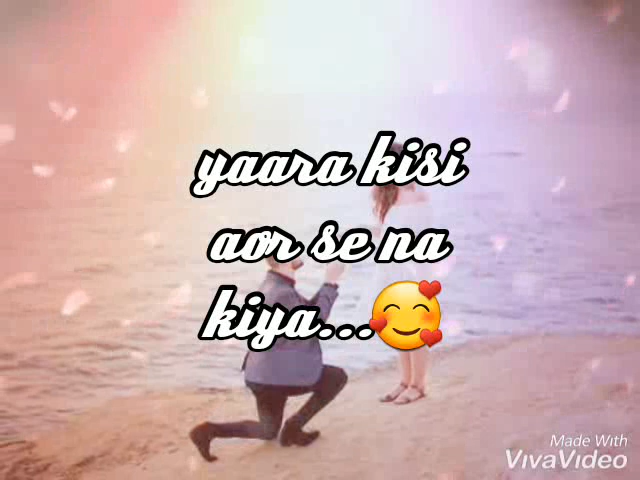 yaara kisi
aor se na
kiya...🥰
Made With
VivaVideo